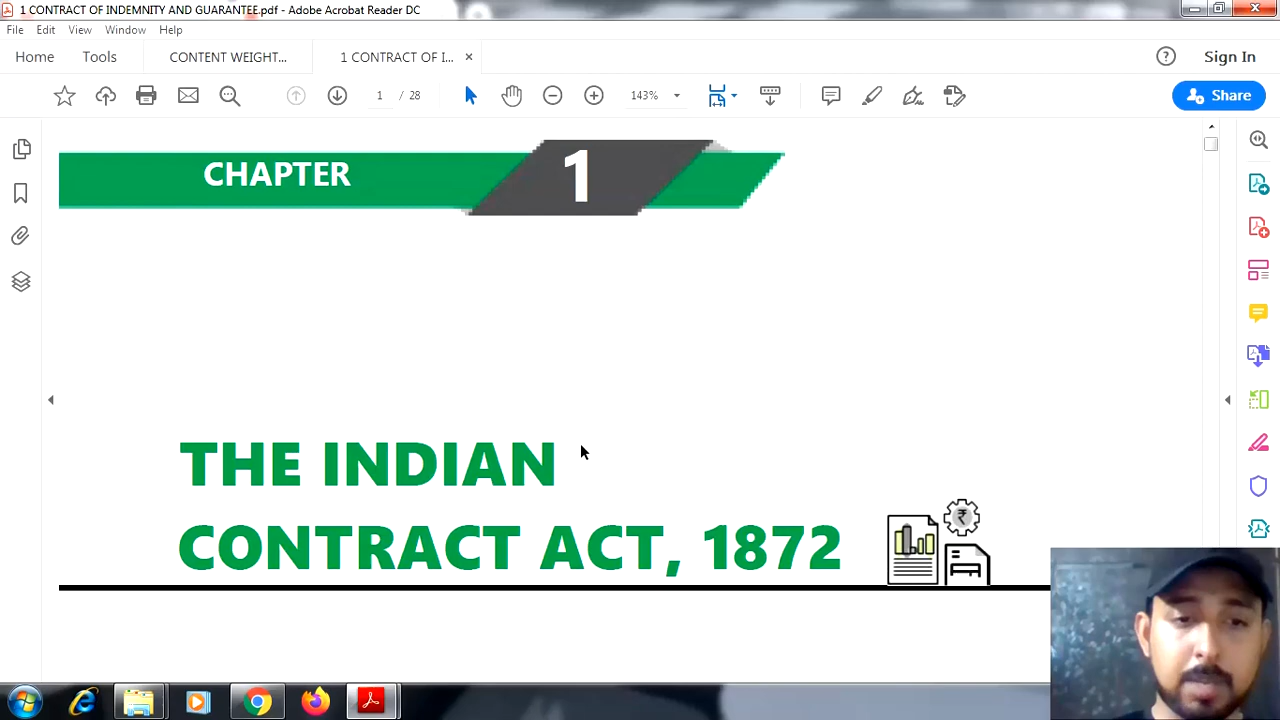 1 CONTRACT OF INDEMNITY AND GUARANTEE.pdf - Adobe Acrobat Reader DC
File Edit View Window Help
Home Tools CONTENT WEIGHT... 1 CONTRACT OF I... × Sign In
1 / 28 143% Share
CHAPTER 1
THE INDIAN
CONTRACT ACT, 1872